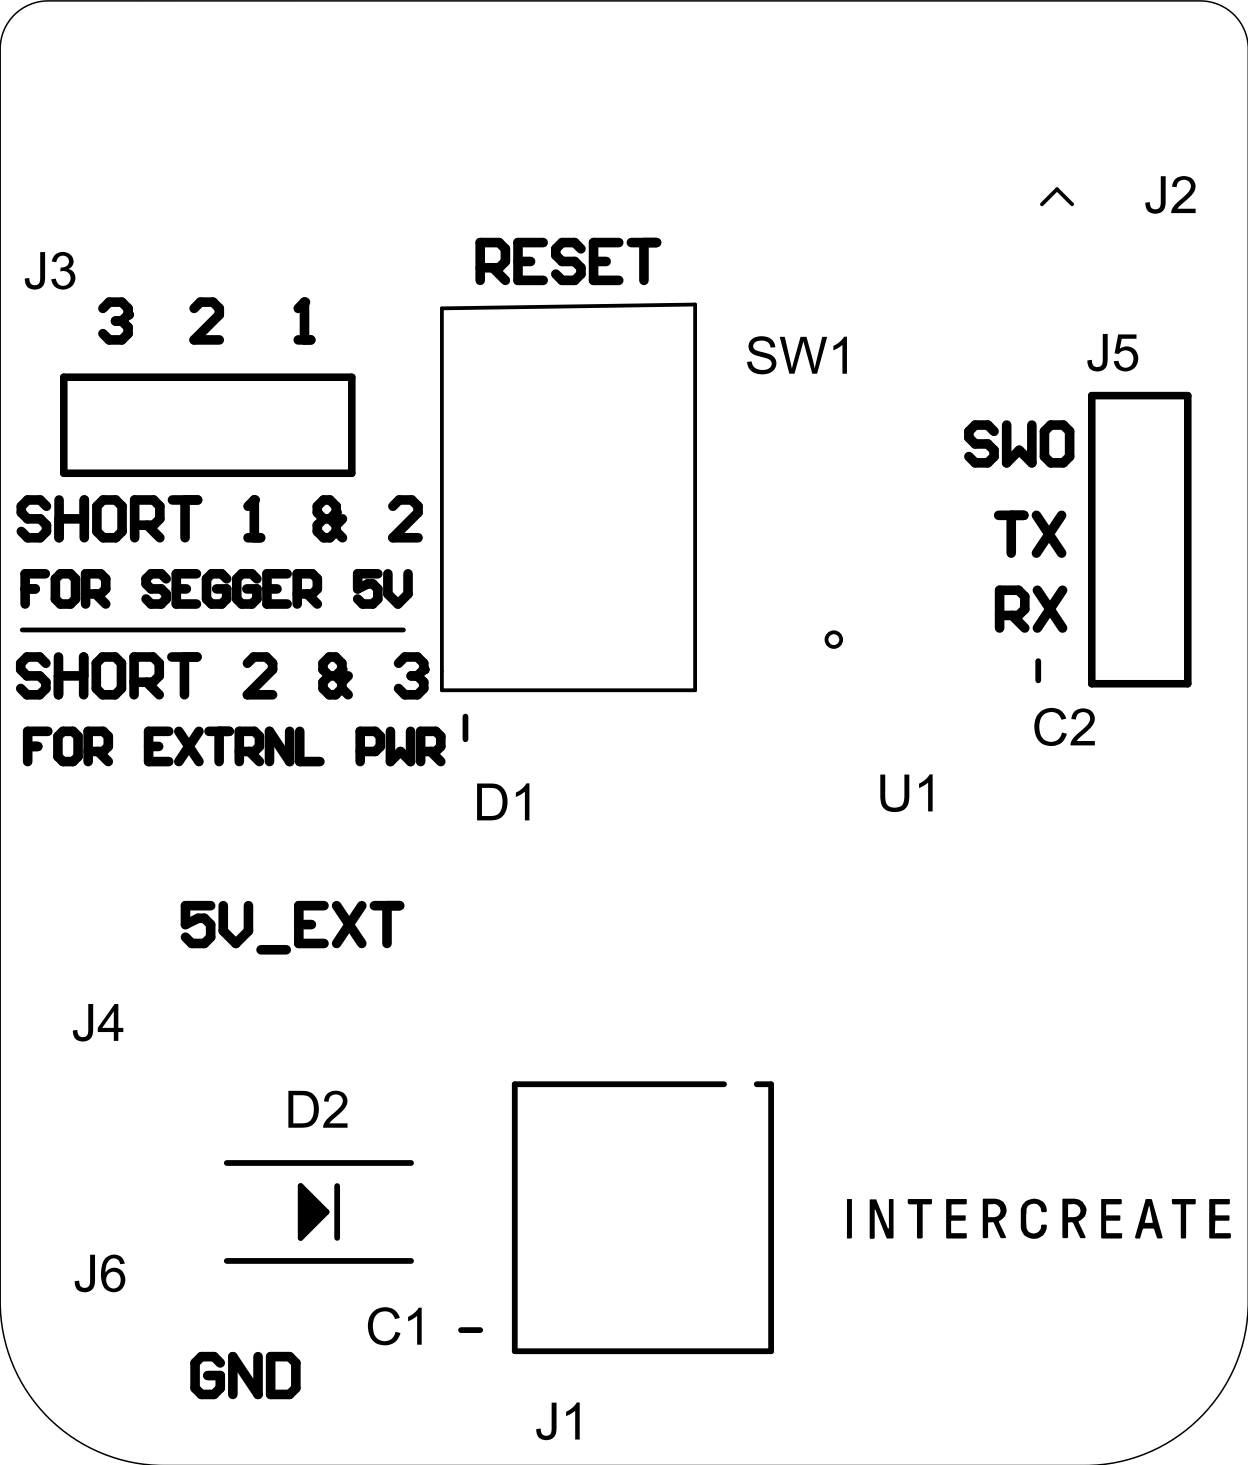 J2
RESET
J3
3 2 1
SW1
J5
SWO
SHORT 1 & 2
TX
FOR SEGGER 5V
RX
SHORT 2 & 3
C2
FOR EXTRNL PWR
D1
U1
5V_EXT
J4
D2
INTERCREATE
J6
C1
GND
J1